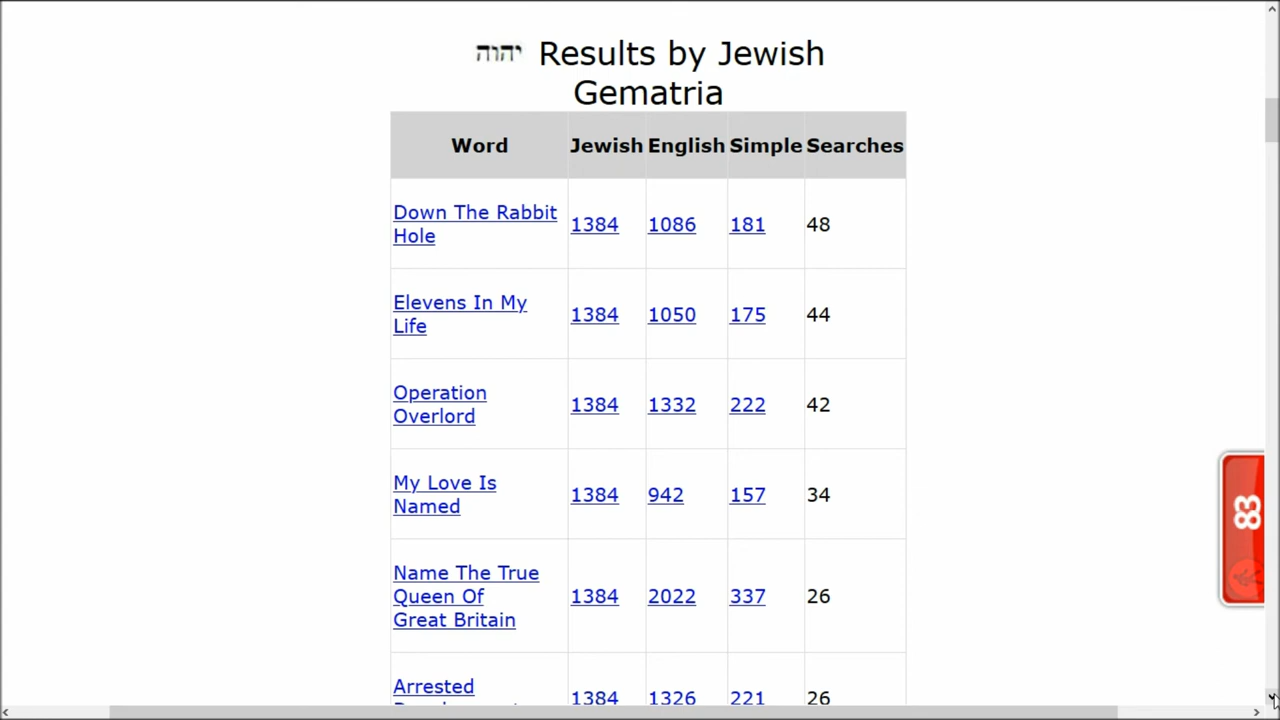 יהוה Results by Jewish
Gematria
Word Jewish English Simple Searches
Down The Rabbit
Hole 1384 1086 181 48
Elevens In My
Life 1384 1050 175 44
Operation
Overlord 1384 1332 222 42
My Love Is
Named 1384 942 157 34
Name The True
Queen Of 1384 2022 337 26
Great Britain
Arrested 1384 1326 221 26
83